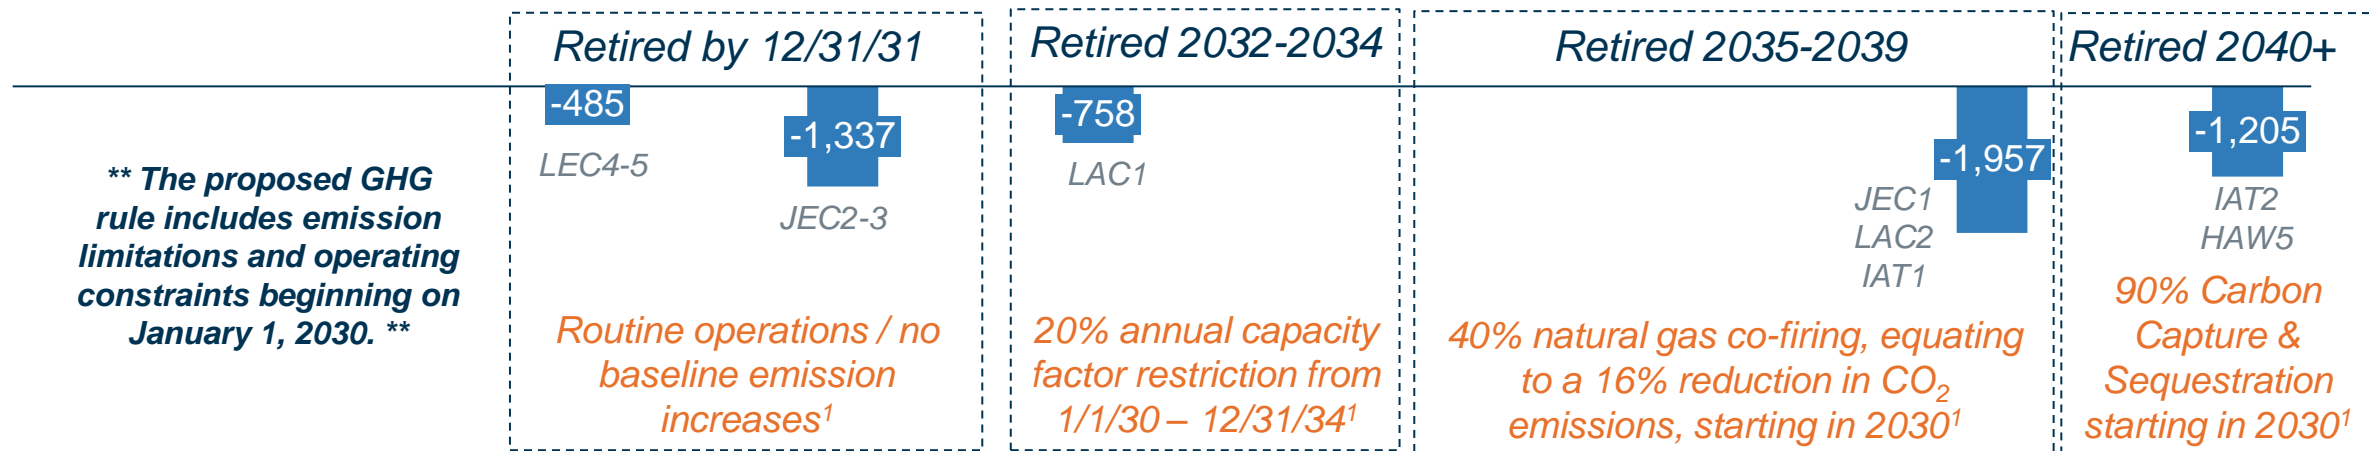 Retired by 12/31/31
-485
LEC4-5
-1,337
JEC2-3
Routine operations / no
baseline emission
increases1
Retired 2032-2034
-758
LAC1
20% annual capacity
factor restriction from
1/1/30 – 12/31/341
Retired 2035-2039
-1,957
JEC1
LAC2
IAT1
40% natural gas co-firing, equating
to a 16% reduction in CO2
emissions, starting in 20301
Retired 2040+
-1,205
IAT2
HAW5
90% Carbon
Capture &
Sequestration
starting in 20301
** The proposed GHG
rule includes emission
limitations and operating
constraints beginning on
January 1, 2030. **